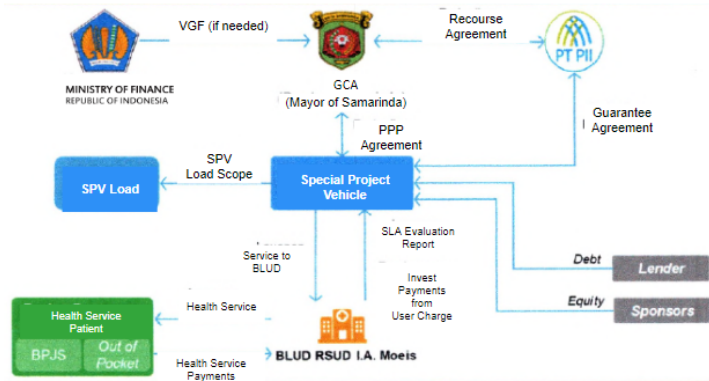 VGF (if needed)
Recourse
Agreement
PT PII
MINISTRY OF FINANCE
REPUBLIC OF INDONESIA
GCA
(Mayor of Samarinda)
Guarantee
Agreement
PPP
Agreement
SPV
Load Scope
SPV Load
Special Project
Vehicle
SLA Evaluation
Report
Service to
BLUD
Debt
Lender
Invest
Payments
from
User Charge
Equity
Sponsors
Health Service
Patient
BPJS
Out of
Pocket
Health Service
Health Service
Payments
BLUD RSUD I.A. Moeis